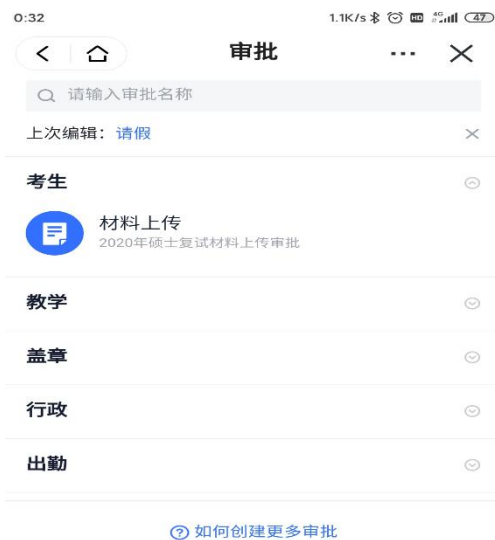 0:32
1.1K/s HD 4G 47
审批
请输入审批名称
上次编辑：请假
考生
材料上传
2020年硕士复试材料上传审批
教学
盖章
行政
出勤
如何创建更多审批